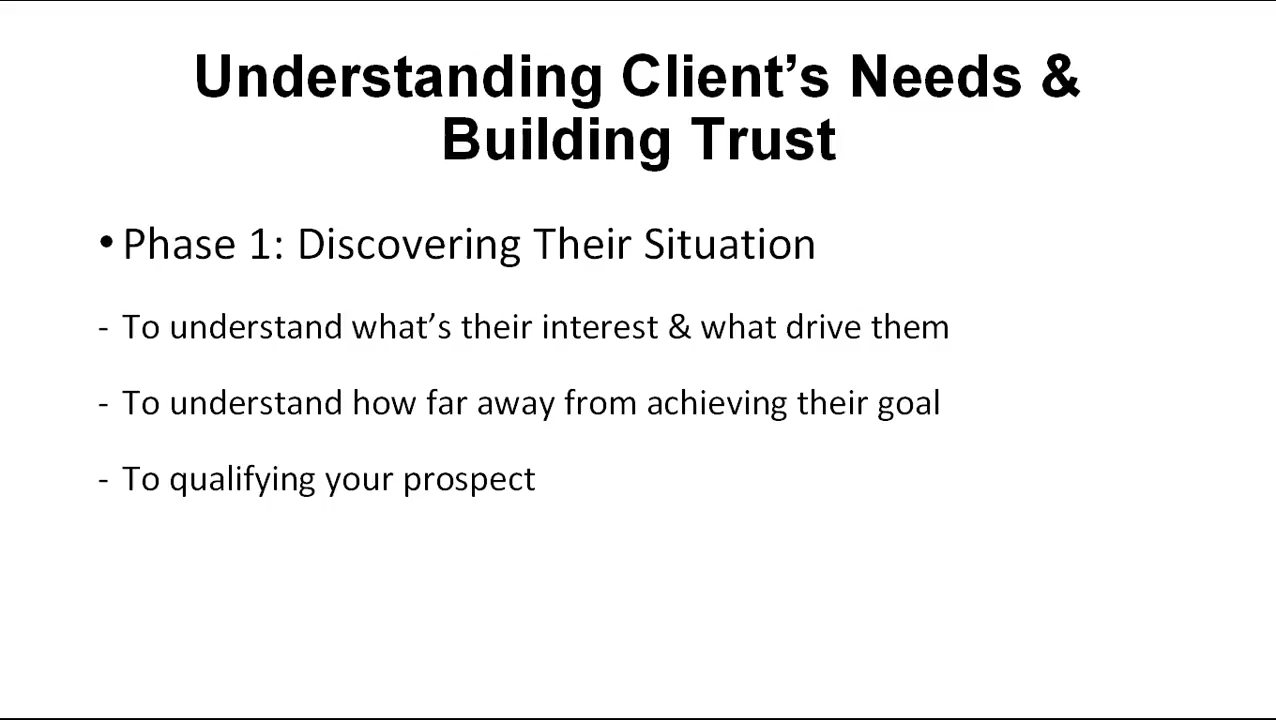 Understanding Client’s Needs &
Building Trust
• Phase 1: Discovering Their Situation
- To understand what’s their interest & what drive them
- To understand how far away from achieving their goal
- To qualifying your prospect